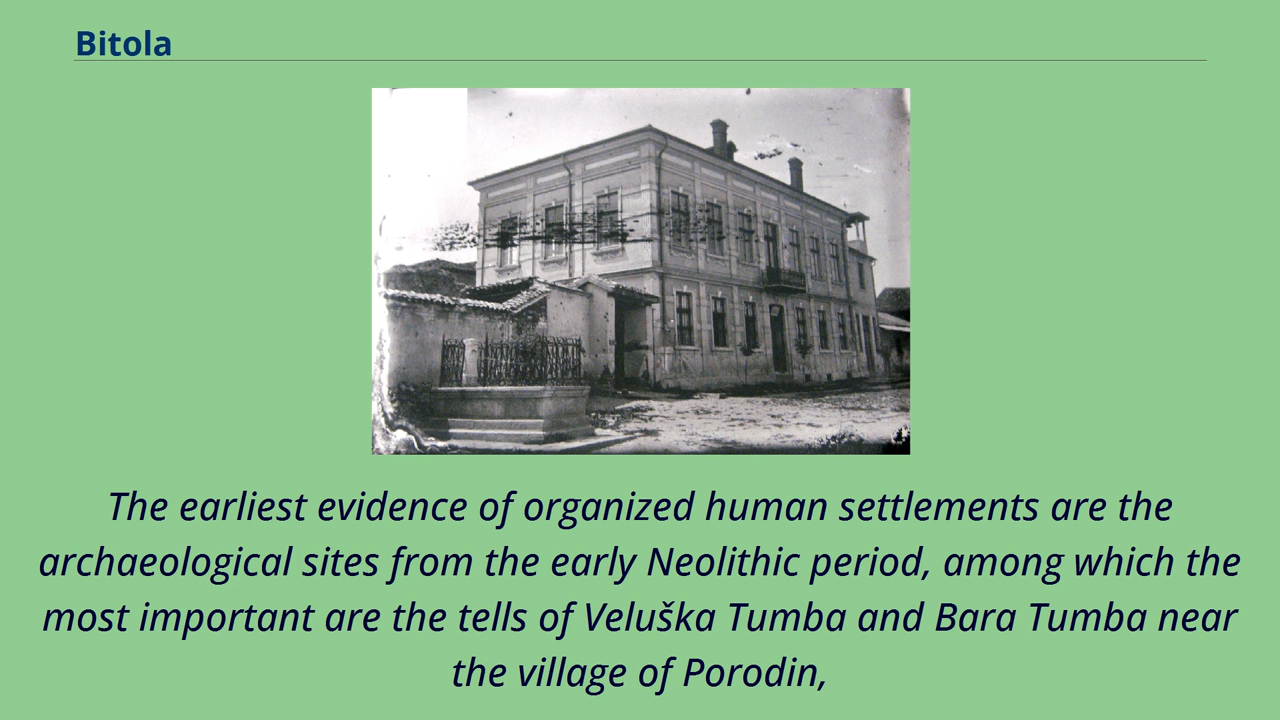 Bitola
The earliest evidence of organized human settlements are the
archaeological sites from the early Neolithic period, among which the
most important are the tells of Veluška Tumba and Bara Tumba near
the village of Porodin,